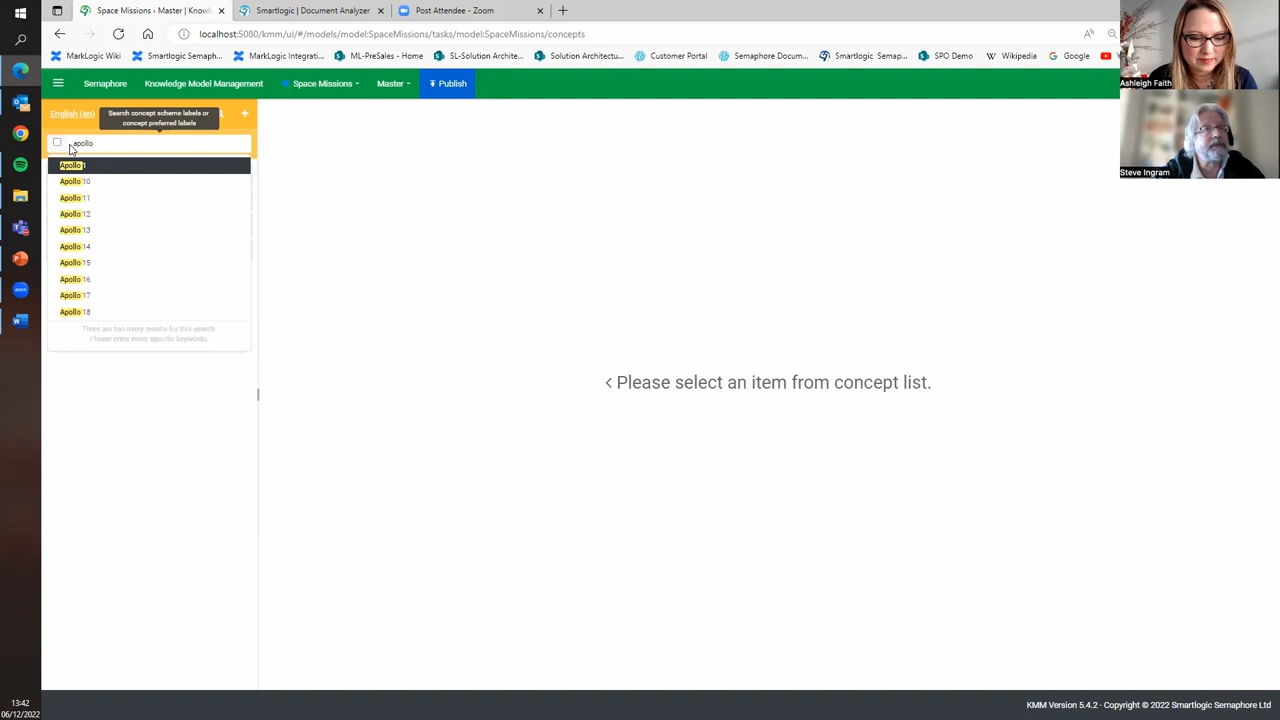 Space Missions › Master | Knowl
Smartlogic | Document Analyzer
Post Attendee - Zoom
localhost:5080/kmm/ui/#/models/model:SpaceMissions/tasks/model:SpaceMissions/concepts
MarkLogic Wiki
Smartlogic Semaph...
MarkLogic Integrati...
ML-PreSales - Home
SL-Solution Archite...
Solution Architectu...
Customer Portal
Semaphore Docum...
Smartlogic Semap...
SPO Demo
Wikipedia
Google
Semaphore
Knowledge Model Management
Space Missions
Master
Publish
English (en)
Search concept scheme labels or
concept preferred labels
apollo
Apollo 1
Apollo 10
Apollo 11
Apollo 12
Apollo 13
Apollo 14
Apollo 15
Apollo 16
Apollo 17
Apollo 18
There are too many results for this search
Please enter more specific keywords.
< Please select an item from concept list.
Ashleigh Faith
Steve Ingram
zoom
13:42
06/12/2022
KMM Version 5.4.2 - Copyright © 2022 Smartlogic Semaphore Ltd